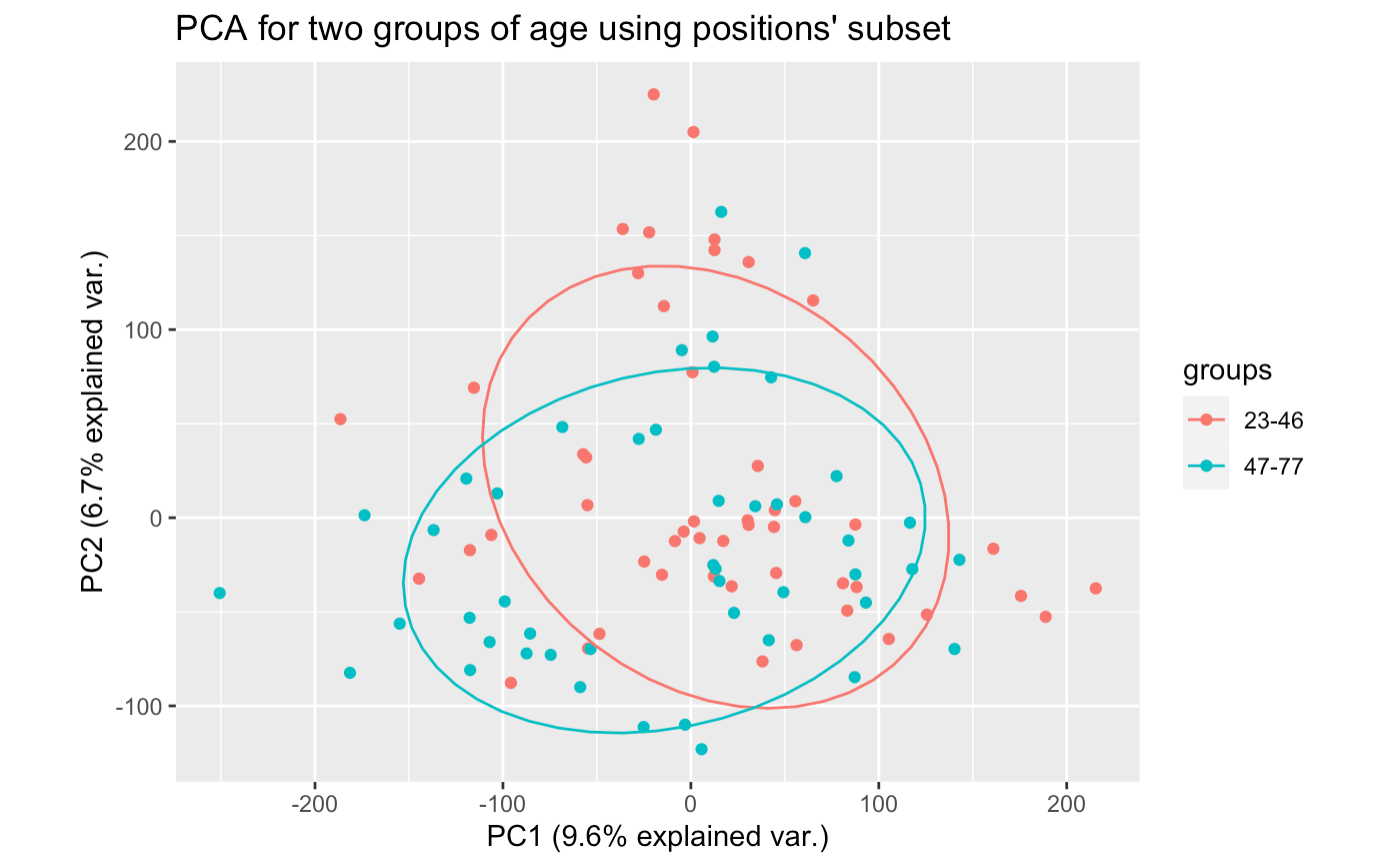 PCA for two groups of age using positions' subset
200
100
0
-100
PC2 (6.7% explained var.)
-200
-100
0
100
200
PC1 (9.6% explained var.)
groups
23-46
47-77